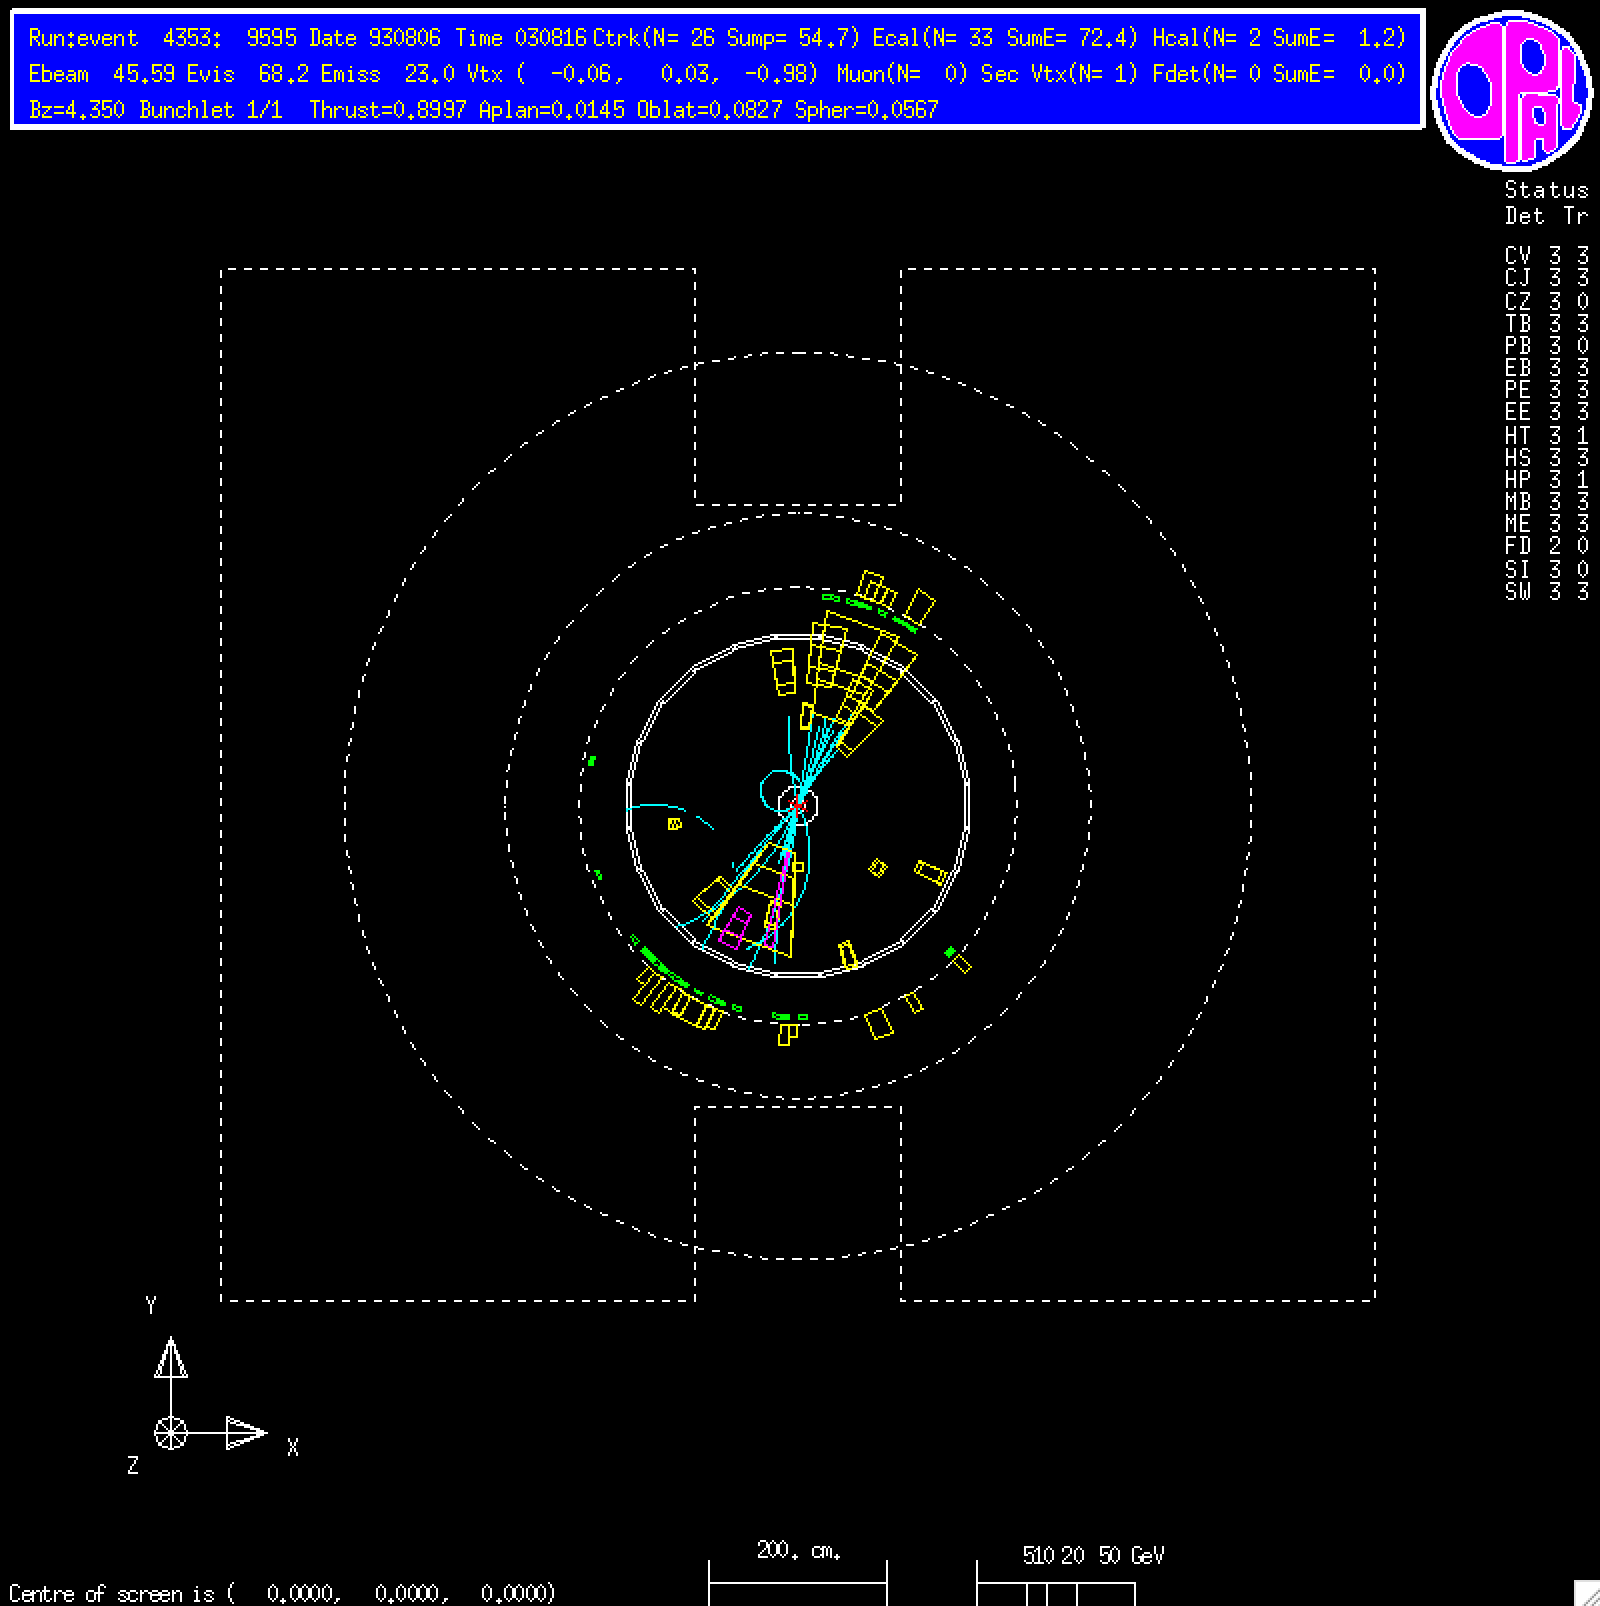 Run:event 4353: 9595 Date 930806 Time 030816 Ctrk(N= 26 Sump= 54.7) Ecal(N= 33 SumE= 72.4) Hcal(N= 2 SumE= 1.2)
Ebeam 45.59 Evis 68.2 Emiss 23.0 Vtx ( -0.06, 0.03, -0.98) Muon(N= 0) Sec Vtx(N= 1) Fdet(N= 0 SumE= 0.0)
Bz=4.350 Bunchlet 1/1 Thrust=0.8997 Aplan=0.0145 Oblat=0.0827 Spher=0.0567
OPAL
Status
Det Tr
CV 3 3
CJ 3 3
CZ 3 0
TB 3 3
PB 3 0
EB 3 3
PE 3 3
EE 3 3
HT 3 1
HS 3 3
HP 3 1
MB 3 3
ME 3 3
FD 2 0
SI 3 0
SW 3 3
Y
X
Z
200. cm.
510 20 50 GeV
Centre of screen is ( 0.0000, 0.0000, 0.0000)